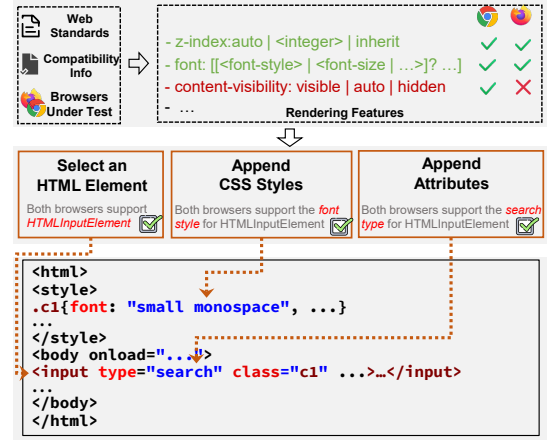 Web
Standards
Compatibility
Info
Browsers
Under Test
- z-index:auto | <integer> | inherit
- font: [[<font-style> | <font-size | …>]? …]
- content-visibility: visible | auto | hidden
- …
Rendering Features
Select an
HTML Element
Both browsers support
HTMLInputElement
Append
CSS Styles
Both browsers support the font
style for HTMLInputElement
Append
Attributes
Both browsers support the search
type for HTMLInputElement
<html>
<style>
.c1{font: "small monospace", ...}
...
</style>
<body onload="...">
<input type="search" class="c1" ...>…</input>
...
</body>
</html>